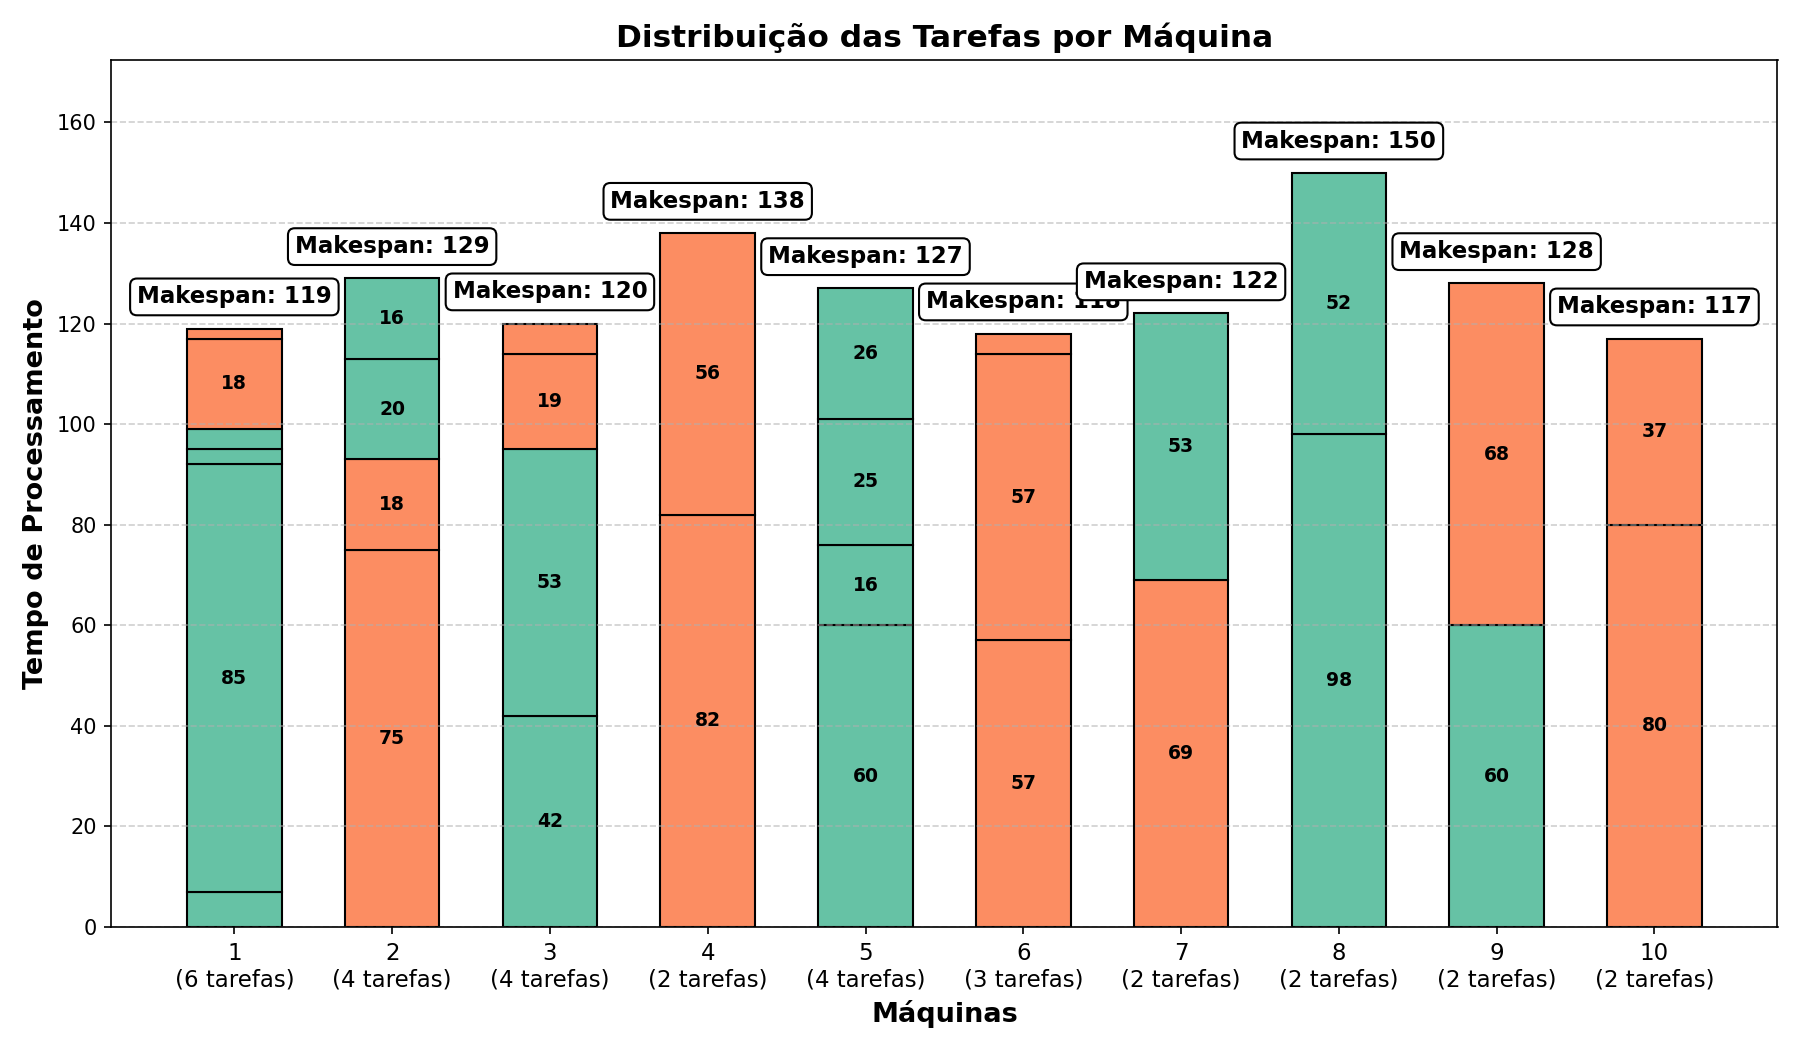 Distribuição das Tarefas por Máquina
Tempo de Processamento
160
140
120
100
80
60
40
20
0
Makespan: 119
Makespan: 129
Makespan: 120
Makespan: 138
Makespan: 127
Makespan: 118
Makespan: 122
Makespan: 150
Makespan: 128
Makespan: 117
18
85
16
20
18
75
19
53
42
56
82
26
25
16
60
57
57
53
69
52
98
68
60
37
80
1
(6 tarefas)
2
(4 tarefas)
3
(4 tarefas)
4
(2 tarefas)
5
(4 tarefas)
6
(3 tarefas)
7
(2 tarefas)
8
(2 tarefas)
9
(2 tarefas)
10
(2 tarefas)
Máquinas